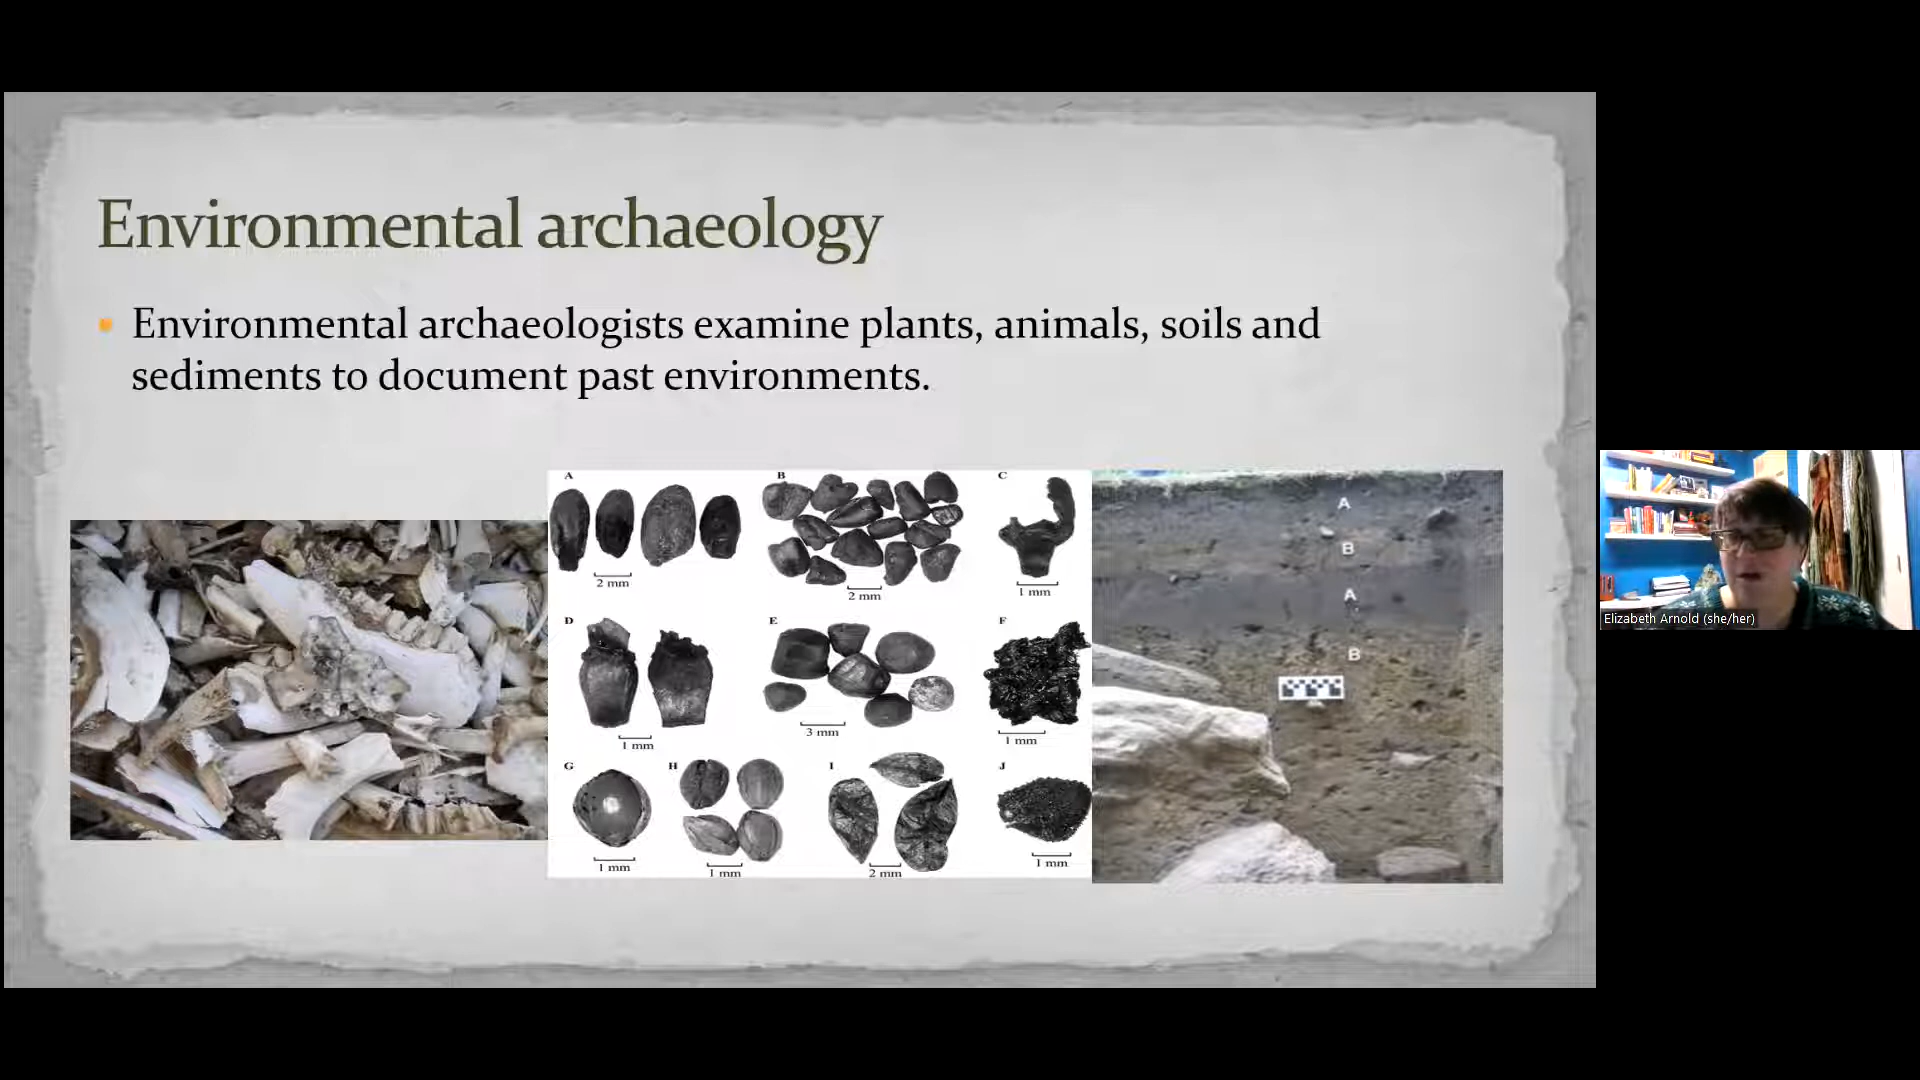 Environmental archaeology
Environmental archaeologists examine plants, animals, soils and
sediments to document past environments.
A
B
C
2 mm
2 mm
1 mm
D
E
F
1 mm
3 mm
1 mm
G
H
I
J
1 mm
1 mm
2 mm
1 mm
A
B
A
B
Elizabeth Arnold (she/her)